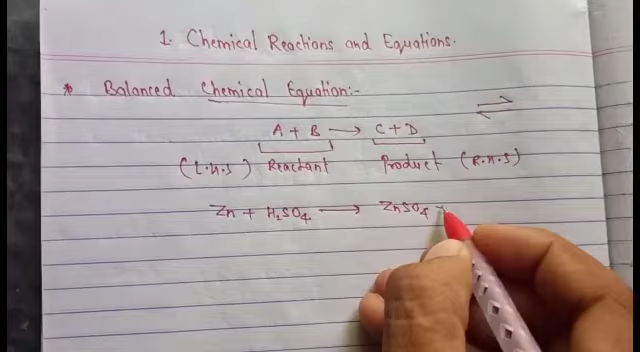 1. Chemical Reactions and Equations.
* Balanced Chemical Equation:-
A + B → C + D ⇌
(L.H.S) Reactant Product (R.H.S)
Zn + H₂SO₄ → ZnSO₄ +